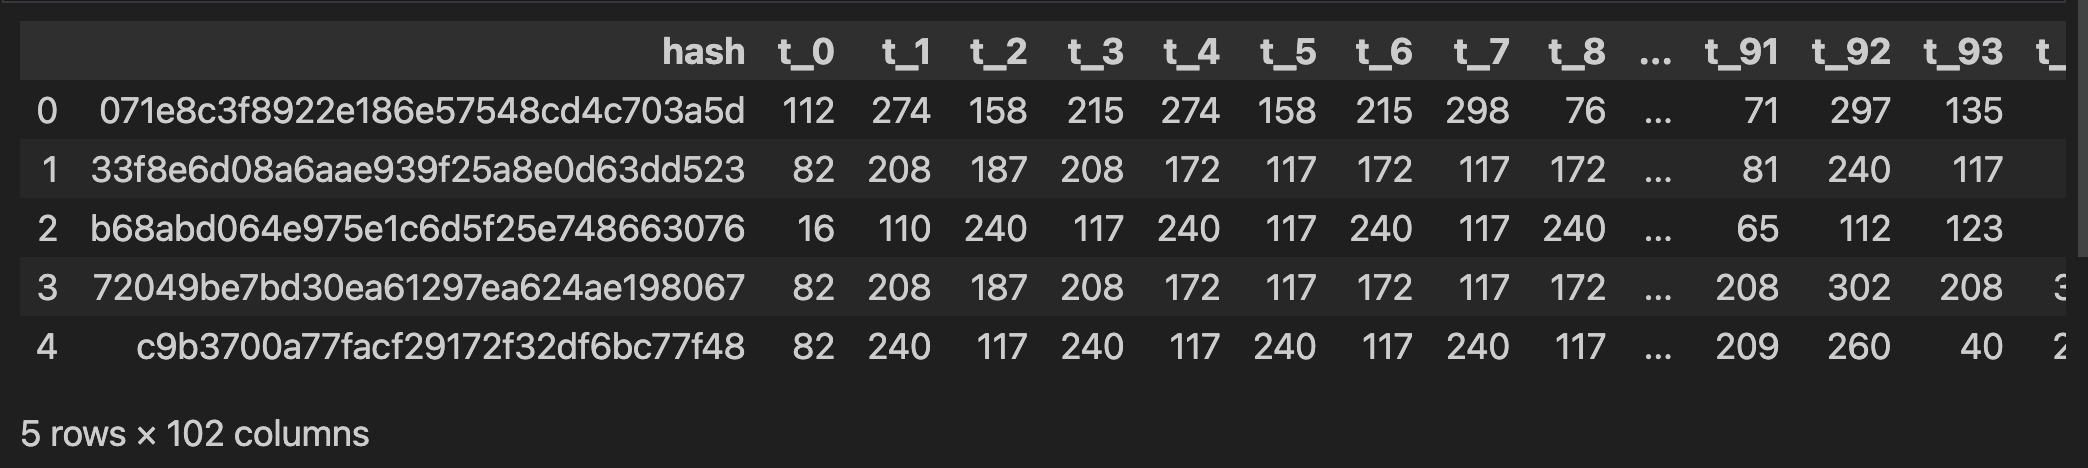 hash t_0 t_1 t_2 t_3 t_4 t_5 t_6 t_7 t_8 ... t_91 t_92 t_93 t_
0 071e8c3f8922e186e57548cd4c703a5d 112 274 158 215 274 158 215 298 76 ... 71 297 135
1 33f8e6d08a6aae939f25a8e0d63dd523 82 208 187 208 172 117 172 117 172 ... 81 240 117
2 b68abd064e975e1c6d5f25e748663076 16 110 240 117 240 117 240 117 240 ... 65 112 123
3 72049be7bd30ea61297ea624ae198067 82 208 187 208 172 117 172 117 172 ... 208 302 208 3
4 c9b3700a77facf29172f32df6bc77f48 82 240 117 240 117 240 117 240 117 ... 209 260 40 2
5 rows × 102 columns